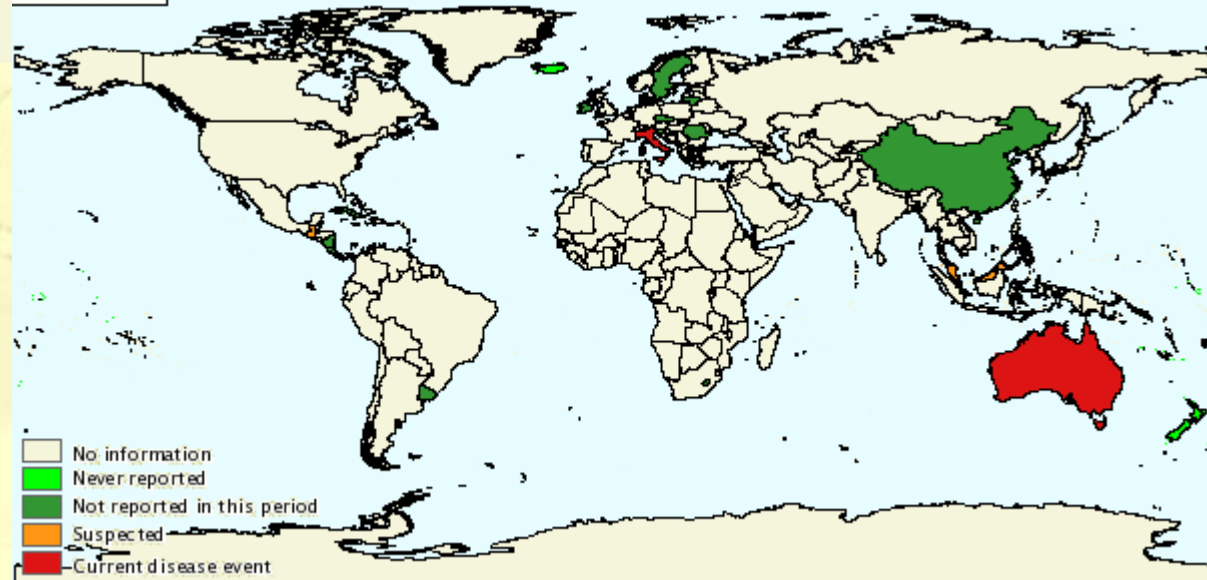 No information
Never reported
Not reported in this period
Suspected
Current disease event